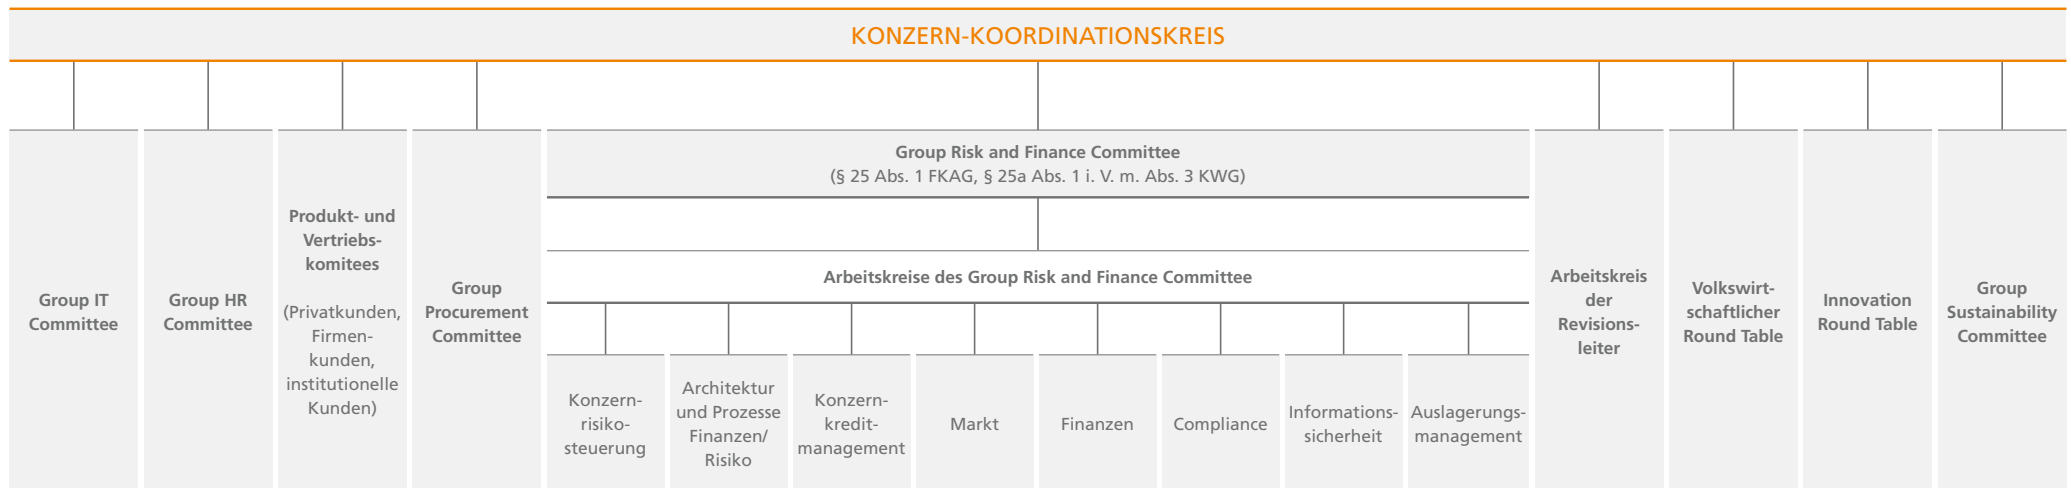 KONZERN-KOORDINATIONSKREIS
Group IT
Committee
Group HR
Committee
Produkt- und
Vertriebs-
komitees
(Privatkunden,
Firmen-
kunden,
institutionelle
Kunden)
Group
Procurement
Committee
Group Risk and Finance Committee
(§ 25 Abs. 1 FKAG, § 25a Abs. 1 i. V. m. Abs. 3 KWG)
Arbeitskreise des Group Risk and Finance Committee
Konzern-
risiko-
steuerung
Architektur
und Prozesse
Finanzen/
Risiko
Konzern-
kredit-
management
Markt
Finanzen
Compliance
Informations-
sicherheit
Auslagerungs-
management
Arbeitskreis
der
Revisions-
leiter
Volkswirt-
schaftlicher
Round Table
Innovation
Round Table
Group
Sustainability
Committee